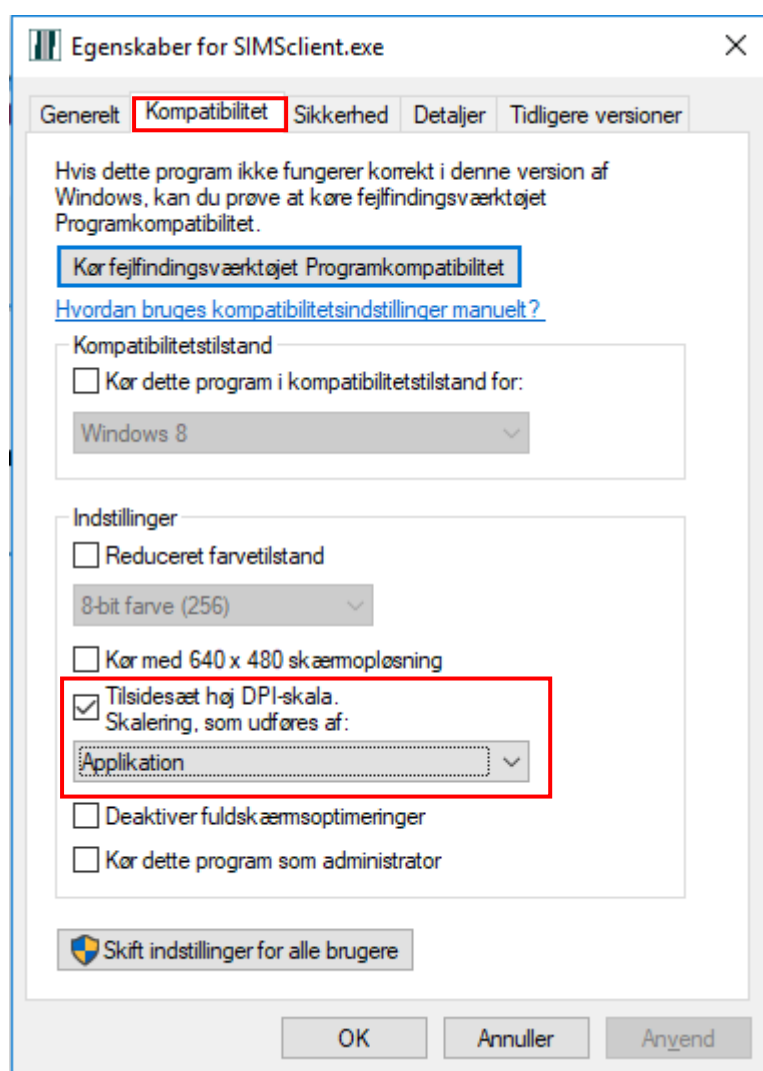 Egenskaber for SIMSclient.exe
Generelt Kompatibilitet Sikkerhed Detaljer Tidligere versioner
Hvis dette program ikke fungerer korrekt i denne version af
Windows, kan du prøve at køre fejlfindingsværktøjet
Programkompatibilitet.
Kør fejlfindingsværktøjet Programkompatibilitet
Hvordan bruges kompatibilitetsindstillinger manuelt?
Kompatibilitetstilstand
Kør dette program i kompatibilitetstilstand for:
Windows 8
Indstillinger
Reduceret farvetilstand
8-bit farve (256)
Kør med 640 x 480 skærmopløsning
Tilsidesæt høj DPI-skala.
Skalering, som udføres af:
Applikation
Deaktiver fuldskærmsoptimeringer
Kør dette program som administrator
Skift indstillinger for alle brugere
OK Annuller Anvend